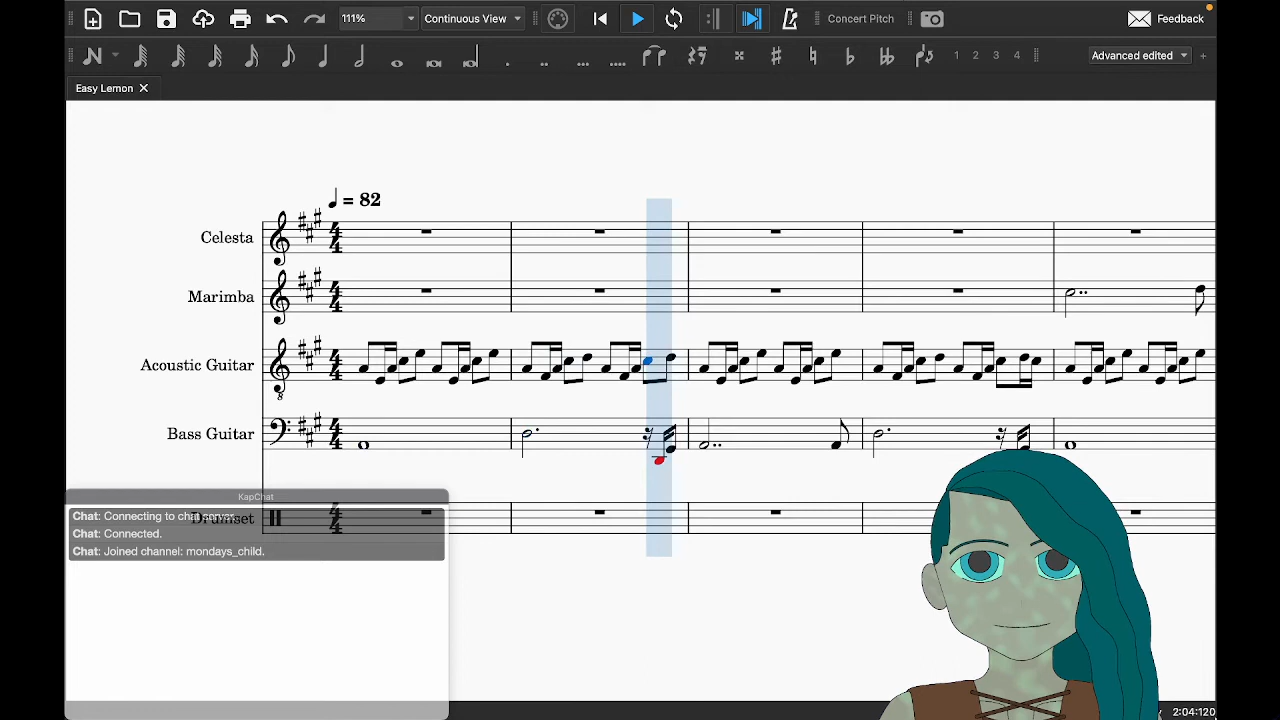 111% Continuous View Concert Pitch Feedback
1 2 3 4 Advanced edited +
Easy Lemon
= 82
Celesta
Marimba
Acoustic Guitar
Bass Guitar
Drumset
KapChat
Chat: Connecting to chat
Chat: Connected.
Chat: Joined channel: mondays_child.
2:04:120